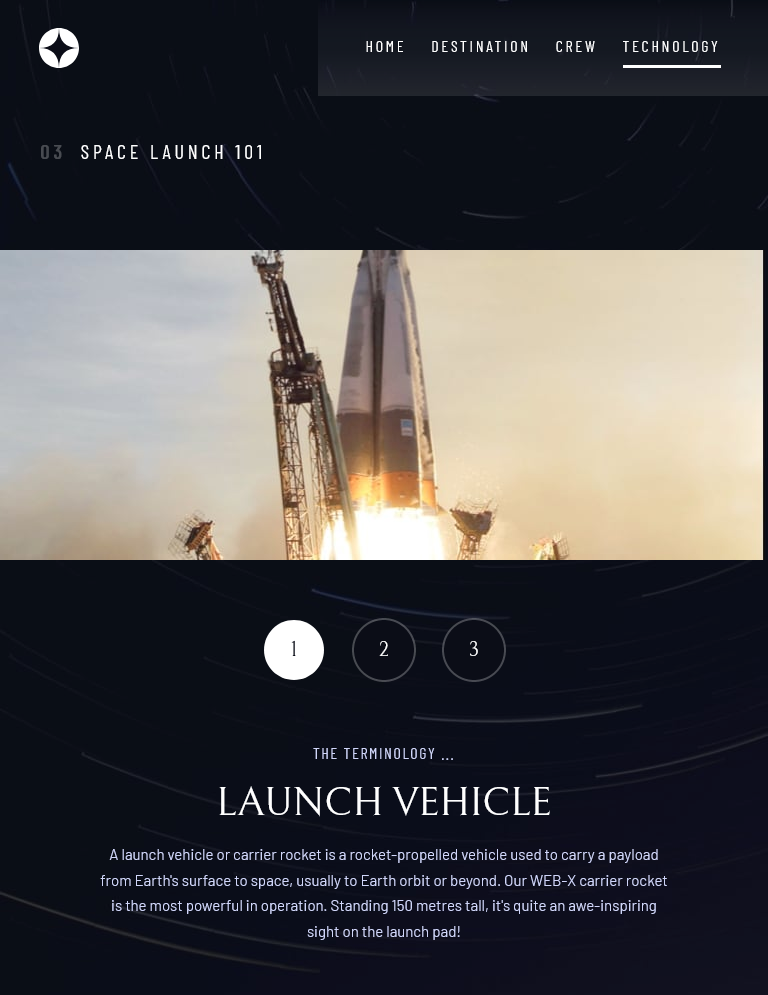 HOME DESTINATION CREW TECHNOLOGY
03 SPACE LAUNCH 101
1 2 3
THE TERMINOLOGY ...
LAUNCH VEHICLE
A launch vehicle or carrier rocket is a rocket-propelled vehicle used to carry a payload
from Earth's surface to space, usually to Earth orbit or beyond. Our WEB-X carrier rocket
is the most powerful in operation. Standing 150 metres tall, it's quite an awe-inspiring
sight on the launch pad!